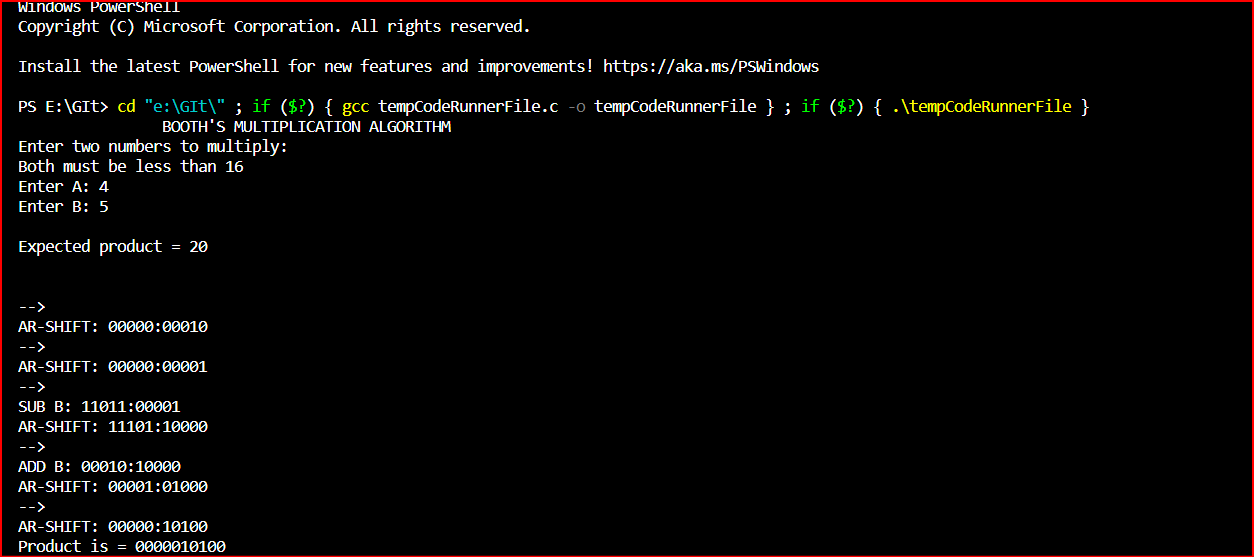 Windows PowerShell
Copyright (C) Microsoft Corporation. All rights reserved.
Install the latest PowerShell for new features and improvements! https://aka.ms/PSWindows
PS E:\GIt> cd "e:\GIt\" ; if ($?) { gcc tempCodeRunnerFile.c -o tempCodeRunnerFile } ; if ($?) { .\tempCodeRunnerFile }
BOOTH'S MULTIPLICATION ALGORITHM
Enter two numbers to multiply:
Both must be less than 16
Enter A: 4
Enter B: 5
Expected product = 20
-->
AR-SHIFT: 00000:00010
-->
AR-SHIFT: 00000:00001
-->
SUB B: 11011:00001
AR-SHIFT: 11101:10000
-->
ADD B: 00010:10000
AR-SHIFT: 00001:01000
-->
AR-SHIFT: 00000:10100
Product is = 0000010100